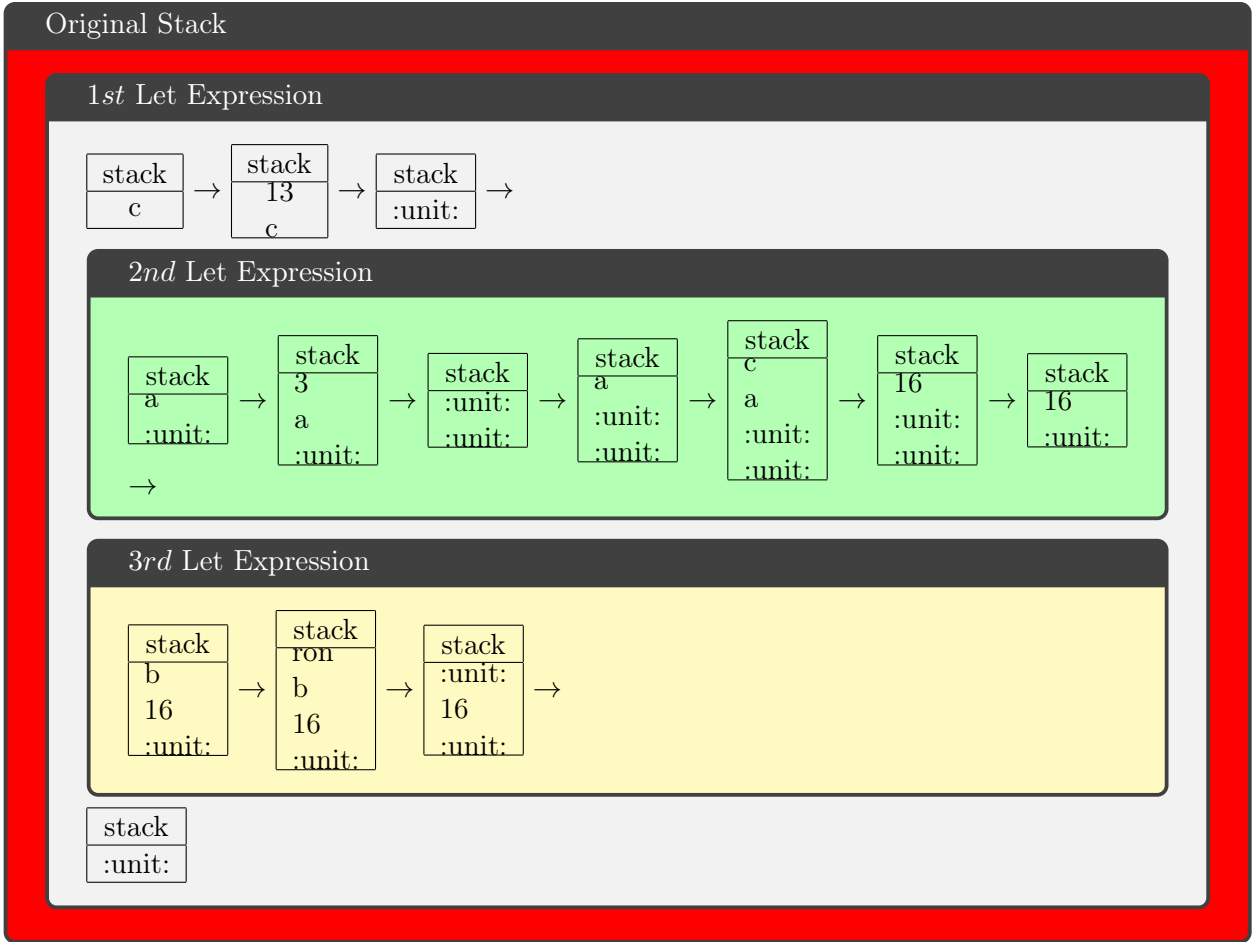 Original Stack
1st Let Expression
stack → stack → stack →
c 13 :unit:
c
2nd Let Expression
stack → stack → stack → stack → stack → stack → stack
a 3 :unit: a c 16 16
:unit: a :unit: :unit: a :unit: :unit:
:unit: :unit: :unit: :unit:
:unit:
→
3rd Let Expression
stack → stack → stack →
b ron :unit:
16 b 16
:unit: 16 :unit:
:unit:
stack
:unit: